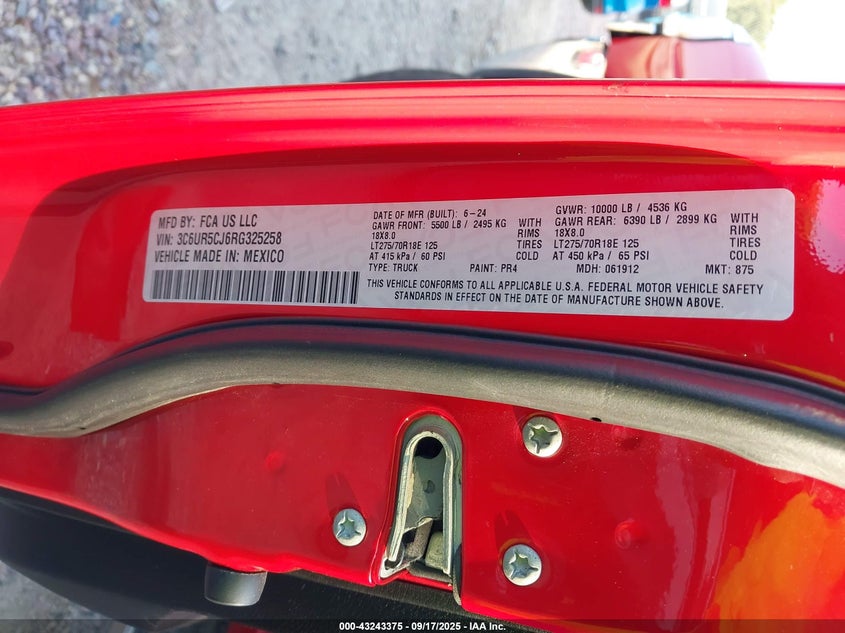 MFD BY: FCA US LLC
VIN: 3C6UR5CJ6RG325258
VEHICLE MADE IN: MEXICO
DATE OF MFR (BUILT): 6-24
GAWR FRONT: 5500 LB / 2495 KG WITH
18X8.0 RIMS
LT275/70R18E 125 TIRES
AT 415 kPa / 60 PSI COLD
TYPE: TRUCK PAINT: PR4
GVWR: 10000 LB / 4536 KG
GAWR REAR: 6390 LB / 2899 KG WITH
18X8.0 RIMS
LT275/70R18E 125 TIRES
AT 450 kPa / 65 PSI COLD
MDH: 061912 MKT: 875
THIS VEHICLE CONFORMS TO ALL APPLICABLE U.S.A. FEDERAL MOTOR VEHICLE SAFETY
STANDARDS IN EFFECT ON THE DATE OF MANUFACTURE SHOWN ABOVE.
000-43243375 - 09/17/2025 - IAA Inc.